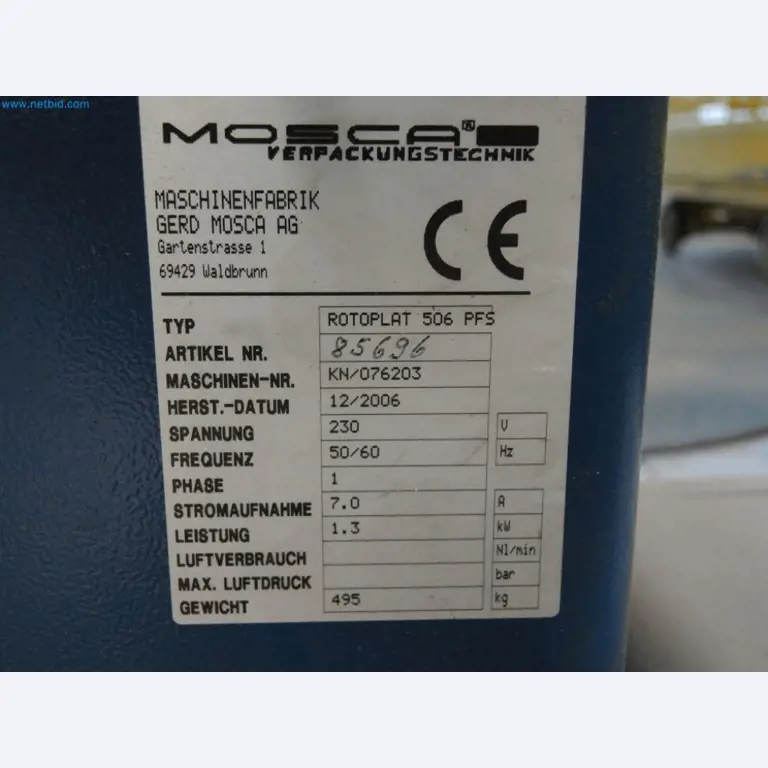 www.netbid.com
MOSCA®
VERPACKUNGSTECHNIK
MASCHINENFABRIK
GERD MOSCA AG
Gartenstrasse 1
69429 Waldbrunn
CE
TYP ROTOPLAT 506 PFS
ARTIKEL NR. 85696
MASCHINEN-NR. KN/076203
HERST.-DATUM 12/2006
SPANNUNG 230 V
FREQUENZ 50/60 Hz
PHASE 1
STROMAUFNAHME 7.0 A
LEISTUNG 1.3 kW
LUFTVERBRAUCH Nl/min
MAX. LUFTDRUCK bar
GEWICHT 495 kg